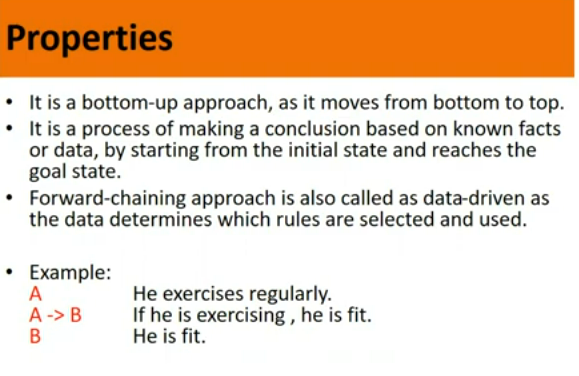 Properties
• It is a bottom-up approach, as it moves from bottom to top.
• It is a process of making a conclusion based on known facts
or data, by starting from the initial state and reaches the
goal state.
• Forward-chaining approach is also called as data-driven as
the data determines which rules are selected and used.
• Example:
A He exercises regularly.
A -> B If he is exercising , he is fit.
B He is fit.